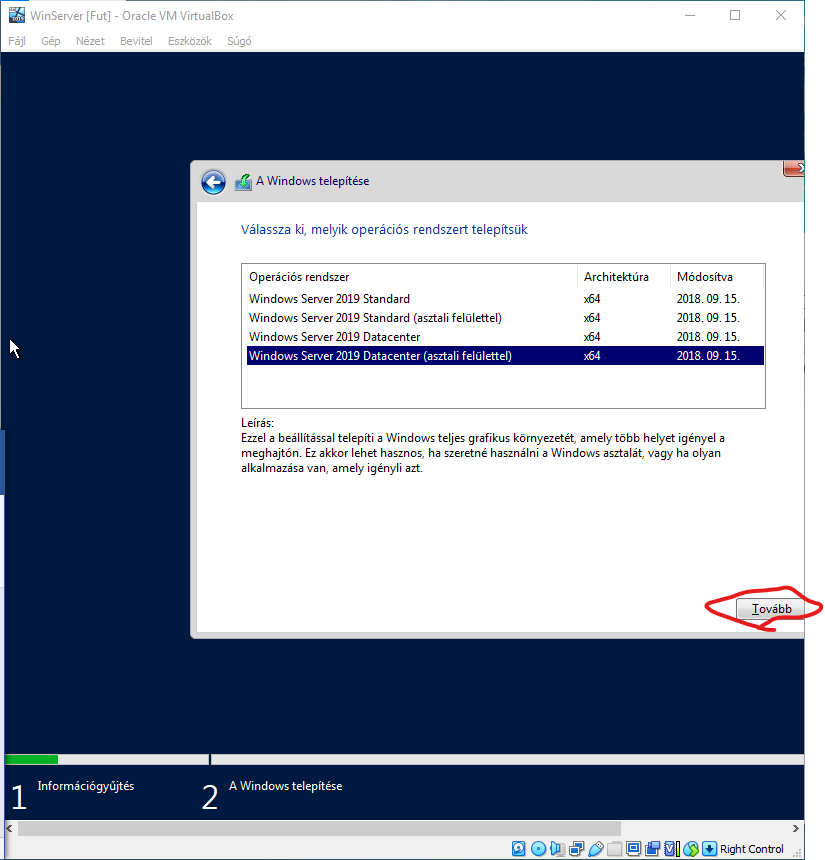 WinServer [Fut] - Oracle VM VirtualBox
Fájl Gép Nézet Bevitel Eszközök Súgó
A Windows telepítése
Válassza ki, melyik operációs rendszert telepítsük
Operációs rendszer Architektúra Módosítva
Windows Server 2019 Standard x64 2018. 09. 15.
Windows Server 2019 Standard (asztali felülettel) x64 2018. 09. 15.
Windows Server 2019 Datacenter x64 2018. 09. 15.
Windows Server 2019 Datacenter (asztali felülettel) x64 2018. 09. 15.
Leírás:
Ezzel a beállítással telepíti a Windows teljes grafikus környezetét, amely több helyet igényel a
meghajtón. Ez akkor lehet hasznos, ha szeretné használni a Windows asztalát, vagy ha olyan
alkalmazása van, amely igényli azt.
Tovább
1 Információgyűjtés 2 A Windows telepítése
Right Control